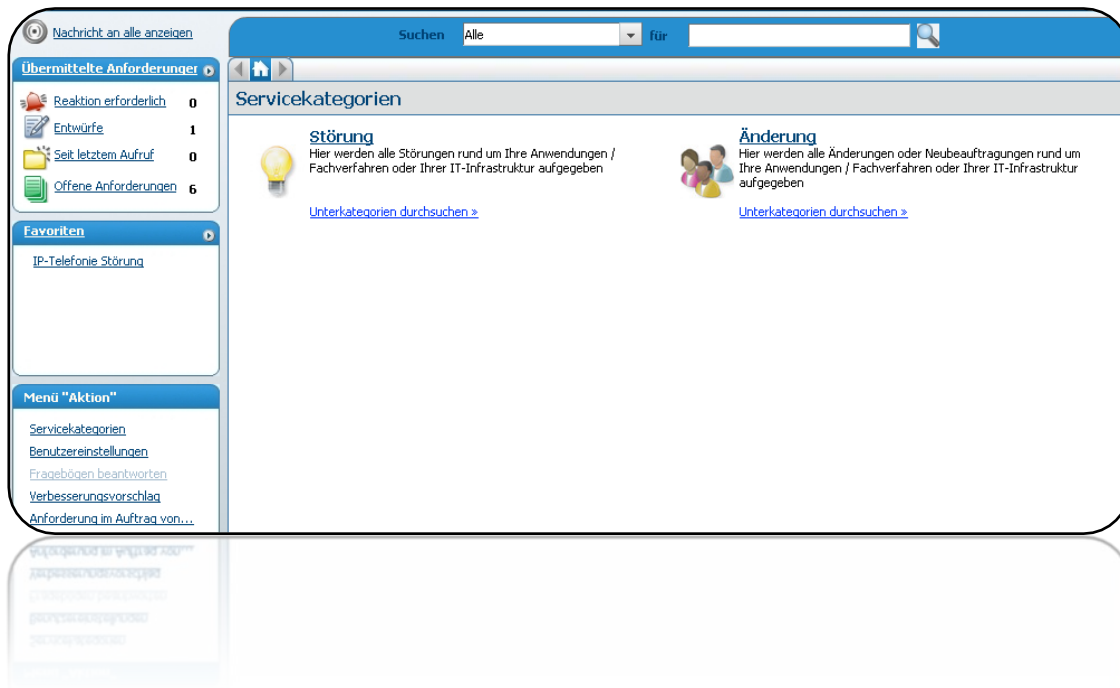 Nachricht an alle anzeigen
Suchen Alle für
Übermittelte Anforderunger
Reaktion erforderlich 0
Entwürfe 1
Seit letztem Aufruf 0
Offene Anforderungen 6
Favoriten
IP-Telefonie Störung
Menü "Aktion"
Servicekategorien
Benutzereinstellungen
Fragebögen beantworten
Verbesserungsvorschlag
Anforderung im Auftrag von...
Servicekategorien
Störung
Hier werden alle Störungen rund um Ihre Anwendungen /
Fachverfahren oder Ihrer IT-Infrastruktur aufgegeben
Unterkategorien durchsuchen »
Änderung
Hier werden alle Änderungen oder Neubeauftragungen rund um
Ihre Anwendungen / Fachverfahren oder Ihrer IT-Infrastruktur
aufgegeben
Unterkategorien durchsuchen »